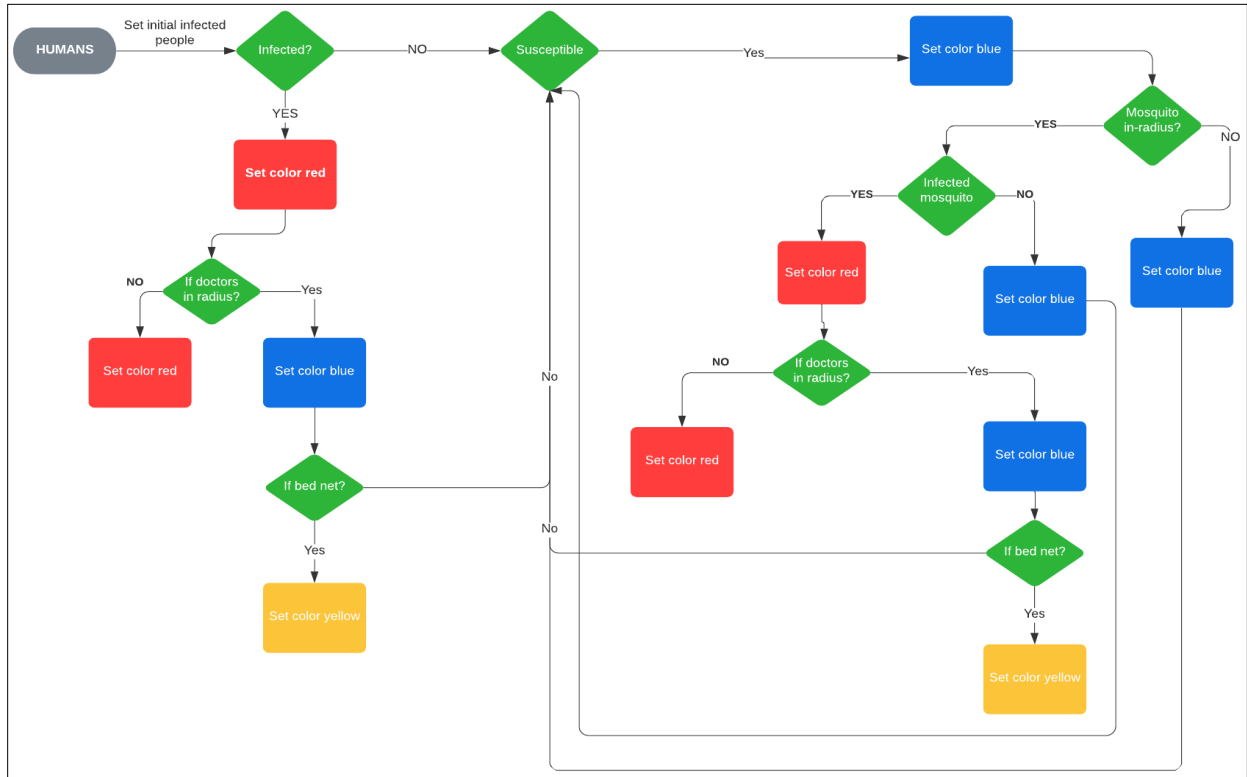 HUMANS
Set initial infected
people
Infected?
NO
Susceptible
Yes
Set color blue
YES
Mosquito
in-radius?
YES
NO
Set color red
Infected
mosquito
YES
NO
If doctors
in radius?
NO
Yes
Set color red
Set color blue
Set color red
Set color blue
Set color blue
If doctors
in radius?
NO
Yes
No
Set color red
Set color blue
If bed net?
Yes
No
If bed net?
Yes
Set color yellow
Set color yellow